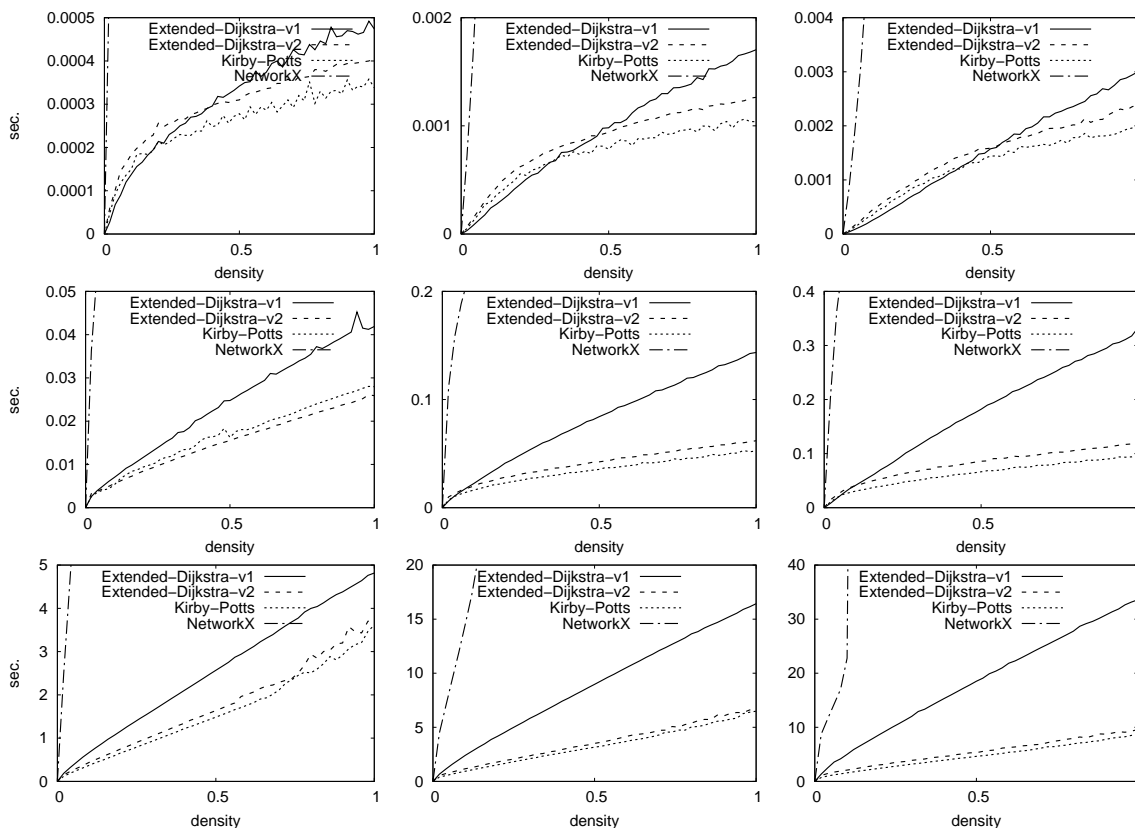 0.0005
0.0004
0.0003
0.0002
0.0001
0
sec.
Extended-Dijkstra-v1
Extended-Dijkstra-v2
Kirby-Potts
NetworkX
0
0.5
1
density
0.002
0.001
0
Extended-Dijkstra-v1
Extended-Dijkstra-v2
Kirby-Potts
NetworkX
0
0.5
1
density
0.004
0.003
0.002
0.001
0
Extended-Dijkstra-v1
Extended-Dijkstra-v2
Kirby-Potts
NetworkX
0
0.5
density
0.05
0.04
0.03
0.02
0.01
0
sec.
Extended-Dijkstra-v1
Extended-Dijkstra-v2
Kirby-Potts
NetworkX
0
0.5
1
density
0.2
0.1
0
Extended-Dijkstra-v1
Extended-Dijkstra-v2
Kirby-Potts
NetworkX
0
0.5
1
density
0.4
0.3
0.2
0.1
0
Extended-Dijkstra-v1
Extended-Dijkstra-v2
Kirby-Potts
NetworkX
0
0.5
density
5
4
3
2
1
0
sec.
Extended-Dijkstra-v1
Extended-Dijkstra-v2
Kirby-Potts
NetworkX
0
0.5
1
density
20
15
10
5
0
Extended-Dijkstra-v1
Extended-Dijkstra-v2
Kirby-Potts
NetworkX
0
0.5
1
density
40
30
20
10
0
Extended-Dijkstra-v1
Extended-Dijkstra-v2
Kirby-Potts
NetworkX
0
0.5
density